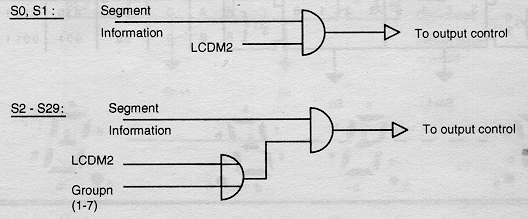 S0, S1 :
Segment
Information
LCDM2
To output control
S2 - S29:
Segment
Information
LCDM2
Groupn
(1-7)
To output control